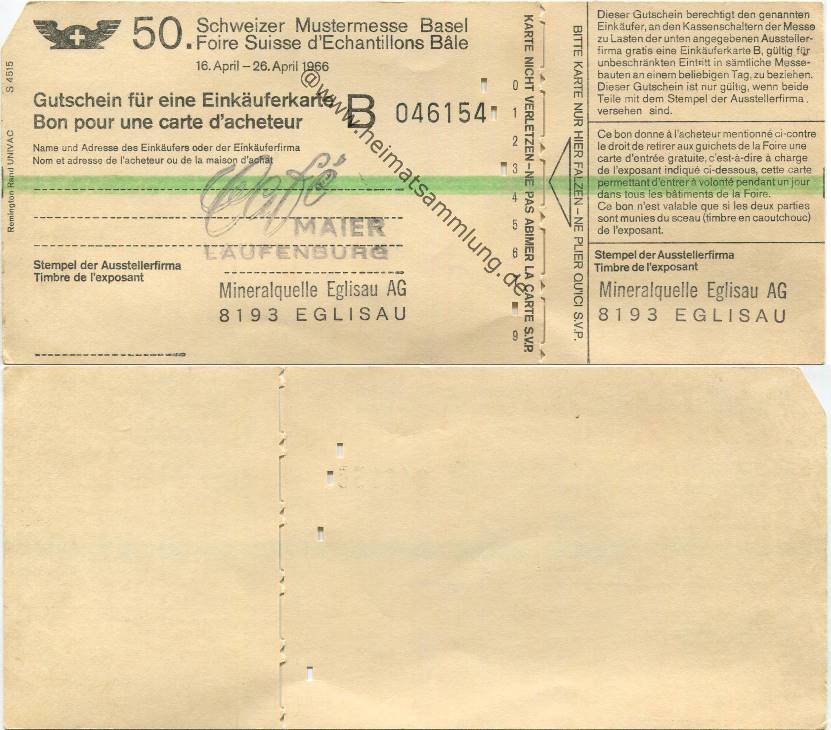 50. Schweizer Mustermesse Basel
Foire Suisse d'Echantillons Bâle
16. April - 26. April 1966
Gutschein für eine Einkäuferkarte
Bon pour une carte d'acheteur
B 046154
Name und Adresse des Einkäufers oder der Einkäuferfirma
Nom et adresse de l'acheteur ou de la maison d'achat
Café
MAIER
LAUFENBURG
Stempel der Ausstellerfirma
Timbre de l'exposant
Mineralquelle Eglisau AG
8193 EGLISAU
S 4515
Remington Rand UNIVAC
@www.heimatsammlung.de
0
1
2
3
4
5
6
9
KARTE NICHT VERLETZEN – NE PAS ABIMER LA CARTE S.V.P.
BITTE KARTE NUR HIER FALZEN – NE PLIER QU'ICI S.V.P.
Dieser Gutschein berechtigt den genannten
Einkäufer, an den Kassenschaltern der Messe
zu Lasten der unten angegebenen Aussteller-
firma gratis eine Einkäuferkarte B, gültig für
unbeschränkten Eintritt in sämtliche Messe-
bauten an einem beliebigen Tag, zu beziehen.
Dieser Gutschein ist nur gültig, wenn beide
Teile mit dem Stempel der Ausstellerfirma
versehen sind.
Ce bon donne à l'acheteur mentionné ci-contre
le droit de retirer aux guichets de la Foire une
carte d'entrée gratuite, c'est-à-dire à charge
de l'exposant indiqué ci-dessous, cette carte
permettant d'entrer à volonté pendant un jour
dans tous les bâtiments de la Foire.
Ce bon n'est valable que si les deux parties
sont munies du sceau (timbre en caoutchouc)
de l'exposant.
Stempel der Ausstellerfirma
Timbre de l'exposant
Mineralquelle Eglisau AG
8193 EGLISAU